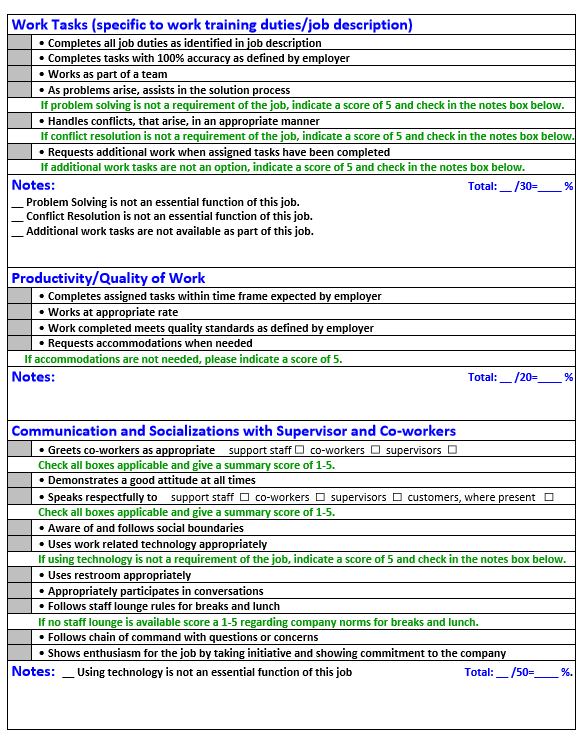 Work Tasks (specific to work training duties/job description)
• Completes all job duties as identified in job description
• Completes tasks with 100% accuracy as defined by employer
• Works as part of a team
• As problems arise, assists in the solution process
If problem solving is not a requirement of the job, indicate a score of 5 and check in the notes box below.
• Handles conflicts, that arise, in an appropriate manner
If conflict resolution is not a requirement of the job, indicate a score of 5 and check in the notes box below.
• Requests additional work when assigned tasks have been completed
If additional work tasks are not an option, indicate a score of 5 and check in the notes box below.
Notes: Total: __ /30=____ %
__ Problem Solving is not an essential function of this job.
__ Conflict Resolution is not an essential function of this job.
__ Additional work tasks are not available as part of this job.
Productivity/Quality of Work
• Completes assigned tasks within time frame expected by employer
• Works at appropriate rate
• Work completed meets quality standards as defined by employer
• Requests accommodations when needed
If accommodations are not needed, please indicate a score of 5.
Notes: Total: __ /20=____ %
Communication and Socializations with Supervisor and Co-workers
• Greets co-workers as appropriate support staff ☐ co-workers ☐ supervisors ☐
Check all boxes applicable and give a summary score of 1-5.
• Demonstrates a good attitude at all times
• Speaks respectfully to support staff ☐ co-workers ☐ supervisors ☐ customers, where present ☐
Check all boxes applicable and give a summary score of 1-5.
• Aware of and follows social boundaries
• Uses work related technology appropriately
If using technology is not a requirement of the job, indicate a score of 5 and check in the notes box below.
• Uses restroom appropriately
• Appropriately participates in conversations
• Follows staff lounge rules for breaks and lunch
If no staff lounge is available score a 1-5 regarding company norms for breaks and lunch.
• Follows chain of command with questions or concerns
• Shows enthusiasm for the job by taking initiative and showing commitment to the company
Notes: __ Using technology is not an essential function of this job Total: __ /50=____ %.